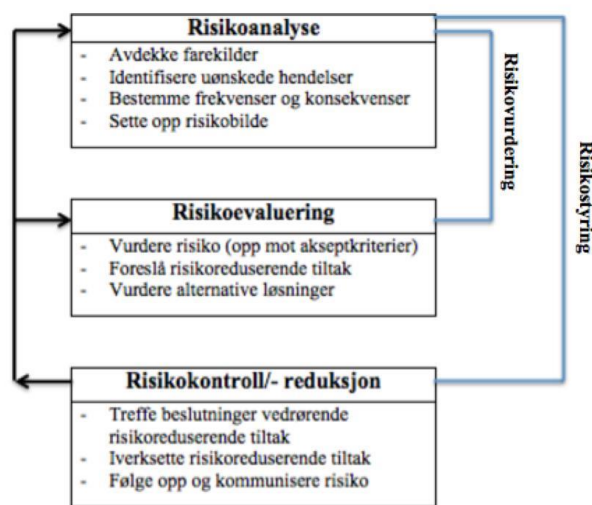 Risikoanalyse
- Avdekke farekilder
- Identifisere uønskede hendelser
- Bestemme frekvenser og konsekvenser
- Sette opp risikobilde
Risikovurdering
Risikostyring
Risikoevaluering
- Vurdere risiko (opp mot akseptkriterier)
- Foreslå risikoreduserende tiltak
- Vurdere alternative løsninger
Risikokontroll/- reduksjon
- Treffe beslutninger vedrørende
risikoreduserende tiltak
- Iverksette risikoreduserende tiltak
- Følge opp og kommunisere risiko